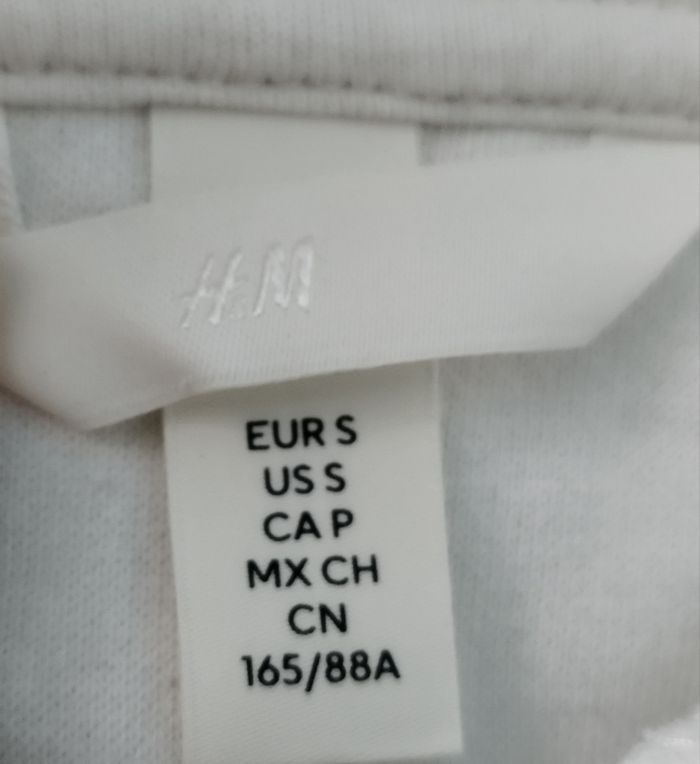 H&M
EUR S
US S
CA P
MX CH
CN
165/88A